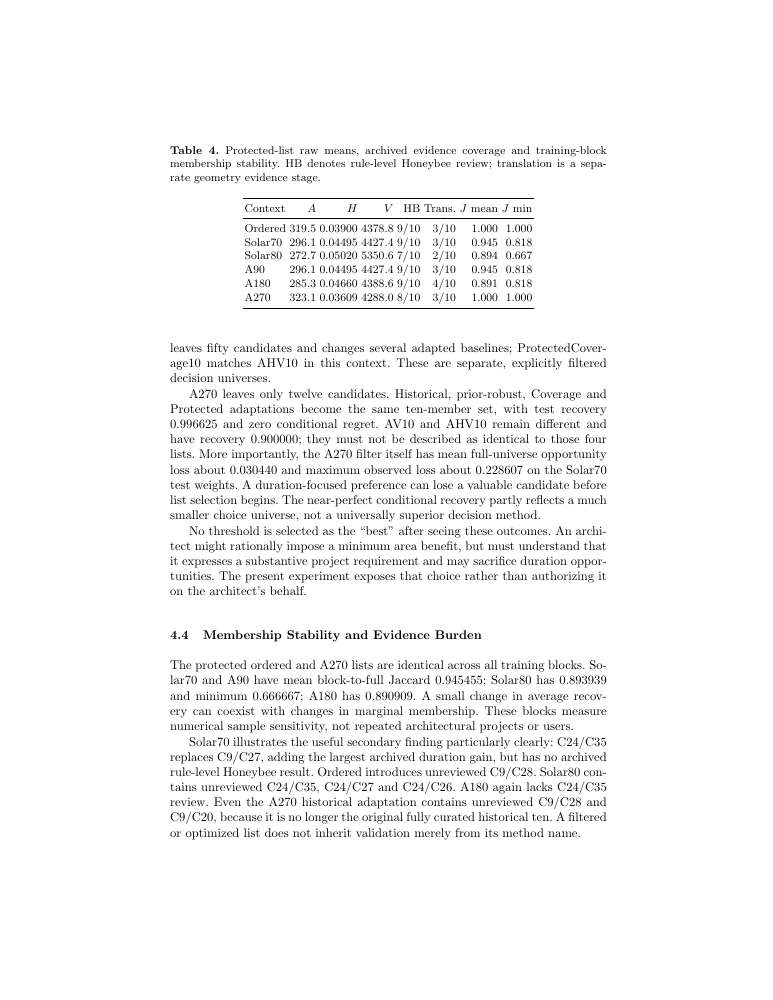 Table 4. Protected-list raw means, archived evidence coverage and training-block
membership stability. HB denotes rule-level Honeybee review; translation is a sepa-
rate geometry evidence stage.
Context A H V HB Trans. J mean J min
Ordered 319.5 0.03900 4378.8 9/10 3/10 1.000 1.000
Solar70 296.1 0.04495 4427.4 9/10 3/10 0.945 0.818
Solar80 272.7 0.05020 5350.6 7/10 2/10 0.894 0.667
A90 296.1 0.04495 4427.4 9/10 3/10 0.945 0.818
A180 285.3 0.04660 4388.6 9/10 4/10 0.891 0.818
A270 323.1 0.03609 4288.0 8/10 3/10 1.000 1.000
leaves fifty candidates and changes several adapted baselines; ProtectedCover-
age10 matches AHV10 in this context. These are separate, explicitly filtered
decision universes.
A270 leaves only twelve candidates. Historical, prior-robust, Coverage and
Protected adaptations become the same ten-member set, with test recovery
0.996625 and zero conditional regret. AV10 and AHV10 remain different and
have recovery 0.900000; they must not be described as identical to those four
lists. More importantly, the A270 filter itself has mean full-universe opportunity
loss about 0.030440 and maximum observed loss about 0.228607 on the Solar70
test weights. A duration-focused preference can lose a valuable candidate before
list selection begins. The near-perfect conditional recovery partly reflects a much
smaller choice universe, not a universally superior decision method.
No threshold is selected as the “best” after seeing these outcomes. An archi-
tect might rationally impose a minimum area benefit, but must understand that
it expresses a substantive project requirement and may sacrifice duration oppor-
tunities. The present experiment exposes that choice rather than authorizing it
on the architect’s behalf.
4.4 Membership Stability and Evidence Burden
The protected ordered and A270 lists are identical across all training blocks. So-
lar70 and A90 have mean block-to-full Jaccard 0.945455; Solar80 has 0.893939
and minimum 0.666667; A180 has 0.890909. A small change in average recov-
ery can coexist with changes in marginal membership. These blocks measure
numerical sample sensitivity, not repeated architectural projects or users.
Solar70 illustrates the useful secondary finding particularly clearly: C24/C35
replaces C9/C27, adding the largest archived duration gain, but has no archived
rule-level Honeybee result. Ordered introduces unreviewed C9/C28. Solar80 con-
tains unreviewed C24/C35, C24/C27 and C24/C26. A180 again lacks C24/C35
review. Even the A270 historical adaptation contains unreviewed C9/C28 and
C9/C20, because it is no longer the original fully curated historical ten. A filtered
or optimized list does not inherit validation merely from its method name.